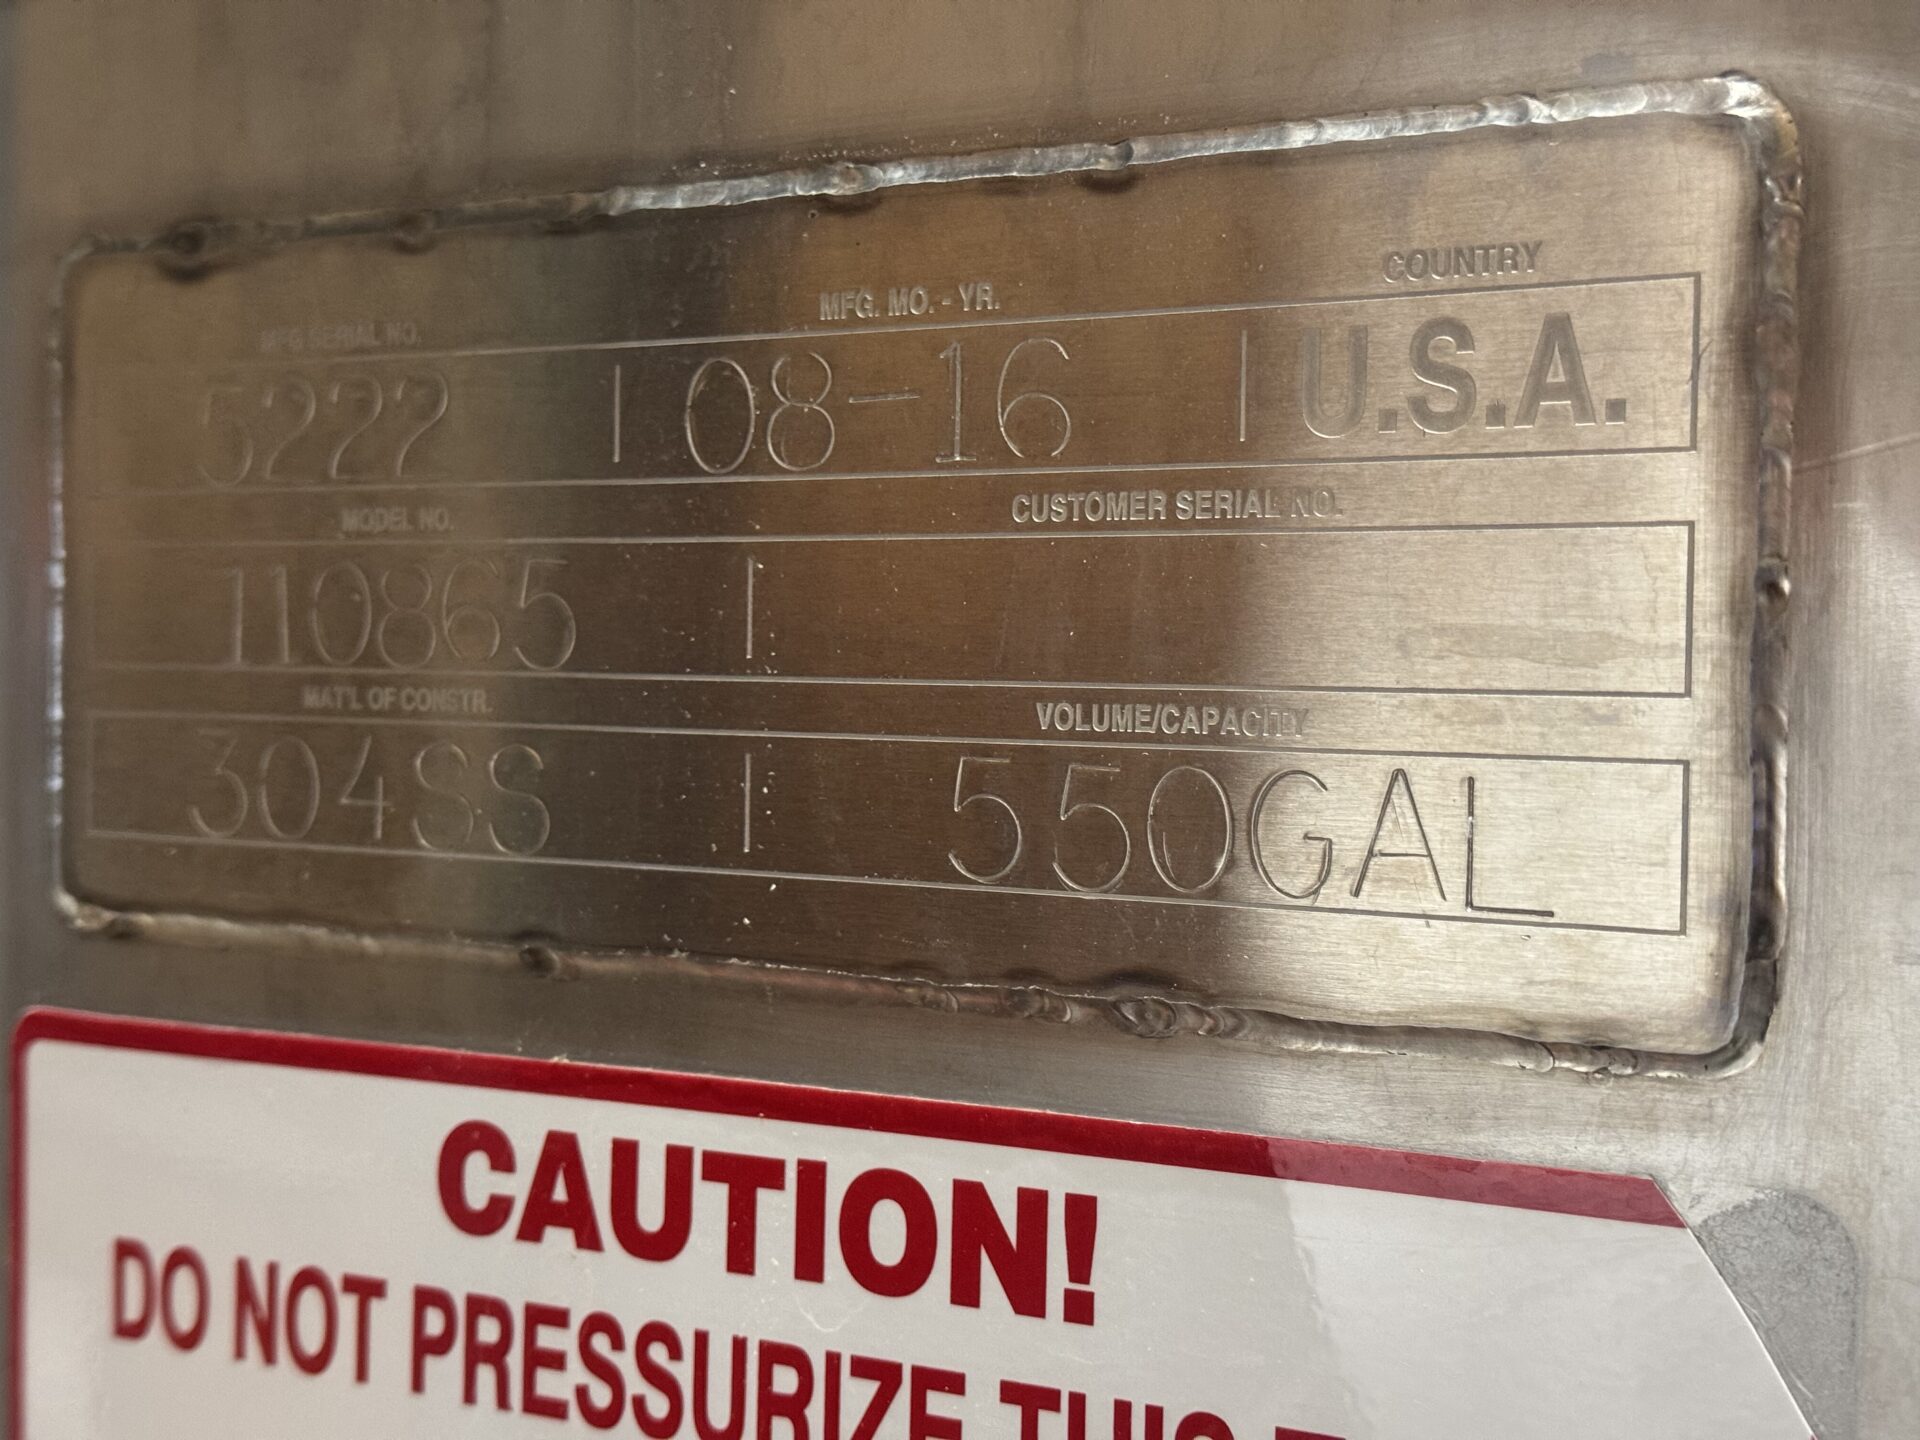 MFG SERIAL NO. MFG. MO. - YR. COUNTRY
5222 08-16 U.S.A.
MODEL NO. CUSTOMER SERIAL NO.
110865
MAT'L OF CONSTR. VOLUME/CAPACITY
304SS 550GAL
CAUTION!
DO NOT PRESSURIZE THIS